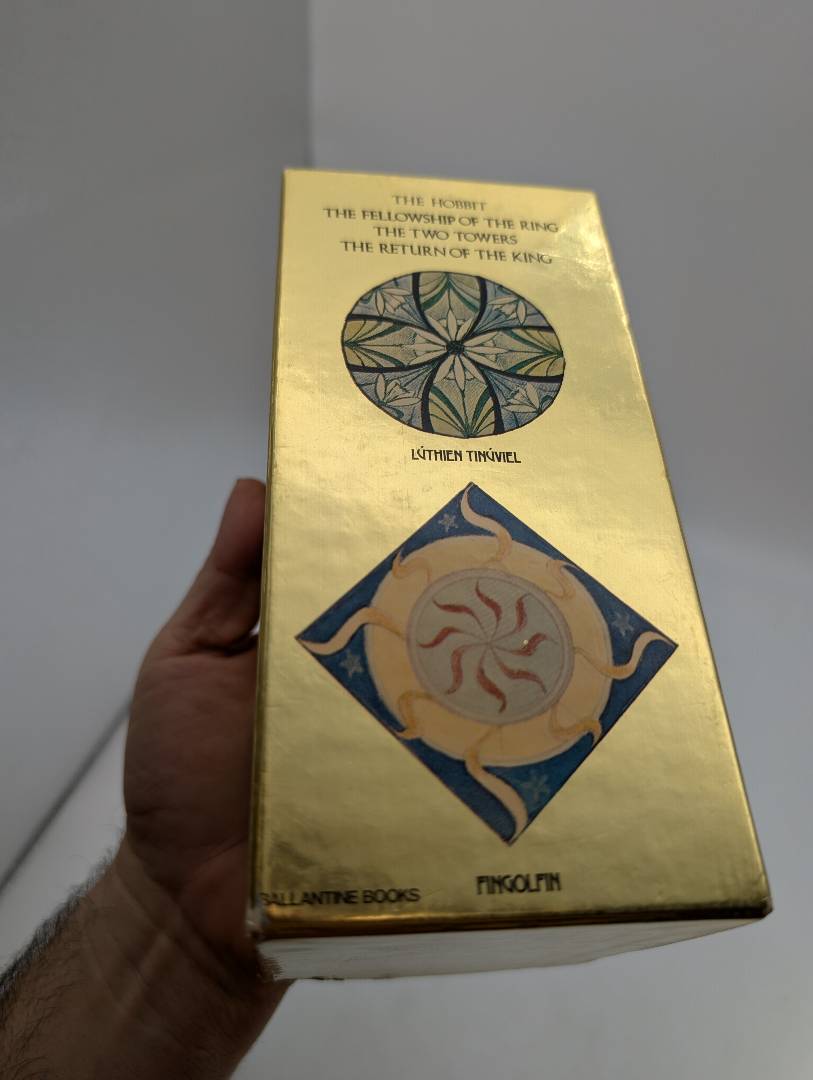 THE HOBBIT
THE FELLOWSHIP OF THE RING
THE TWO TOWERS
THE RETURN OF THE KING
LÚTHIEN TINÚVIEL
FINGOLFIN
BALLANTINE BOOKS